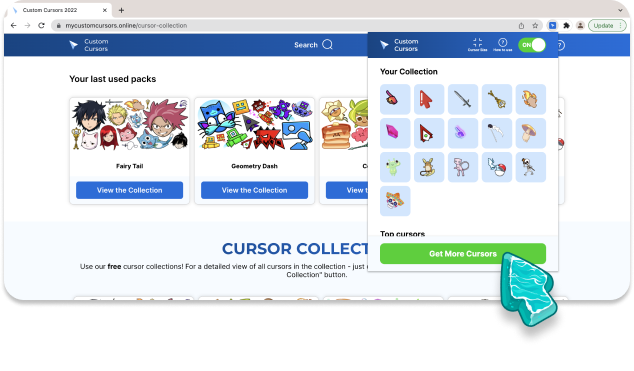 Custom Cursors 2022
mycustomcursors.online/cursor-collection
Update
Custom
Cursors
Search
Custom
Cursors
Cursor Size
How to use
ON
Your last used packs
Your Collection
Fairy Tail
Geometry Dash
View the Collection
View the Collection
Top cursors
Get More Cursors
CURSOR COLLECT
Use our free cursor collections! For a detailed view of all cursors in the collection - just
Collection" button.